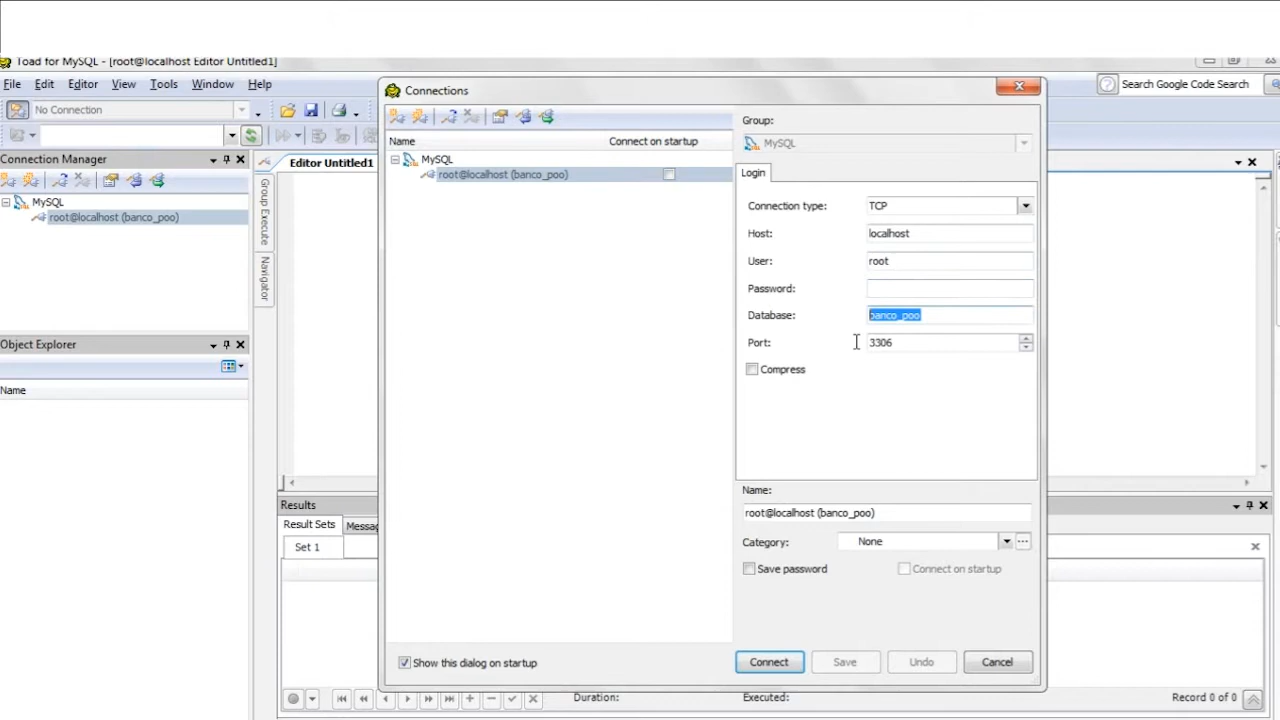 Toad for MySQL - [root@localhost Editor Untitled1]
File Edit Editor View Tools Window Help
No Connection
Search Google Code Search
Connection Manager
MySQL
root@localhost (banco_poo)
Object Explorer
Name
Group Execute
Navigator
Editor Untitled1
Connections
Name Connect on startup
MySQL
root@localhost (banco_poo)
Group:
MySQL
Login
Connection type: TCP
Host: localhost
User: root
Password:
Database: banco_poo
Port: 3306
Compress
Name:
root@localhost (banco_poo)
Category: None
Save password Connect on startup
Show this dialog on startup
Connect Save Undo Cancel
Results
Result Sets Messag
Set 1
Duration: Executed: Record 0 of 0